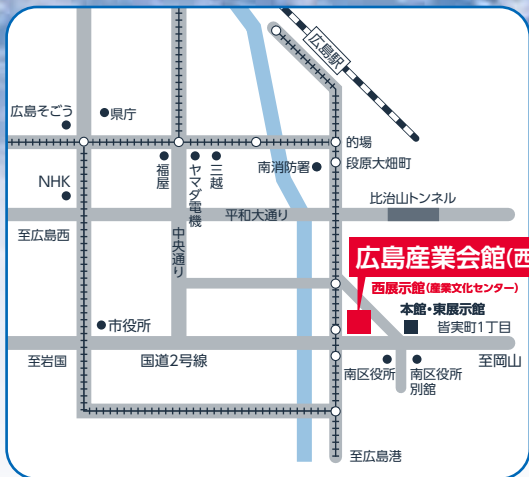 広島駅
広島そごう
県庁
的場
段原大畑町
福屋
ヤマダ電機
三越
南消防署
NHK
比治山トンネル
平和大通り
至広島西
中央通り
広島産業会館(西
西展示館(産業文化センター)
本館・東展示館
皆実町1丁目
市役所
至岩国
国道2号線
至岡山
南区役所
南区役所
別舘
至広島港